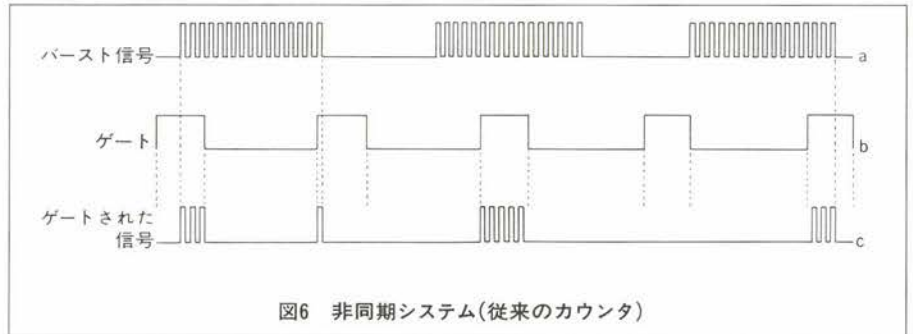 バースト信号
a
ゲート
b
ゲートされた
信号
c
図6 非同期システム(従来のカウンタ)